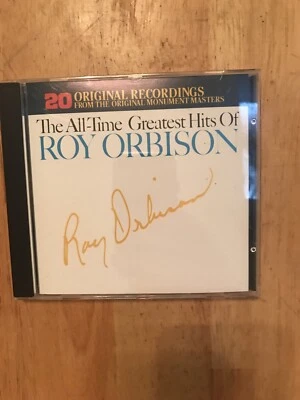 20 ORIGINAL RECORDINGS
FROM THE ORIGINAL MONUMENT MASTERS
The All-Time Greatest Hits Of
ROY ORBISON
Roy Orbison